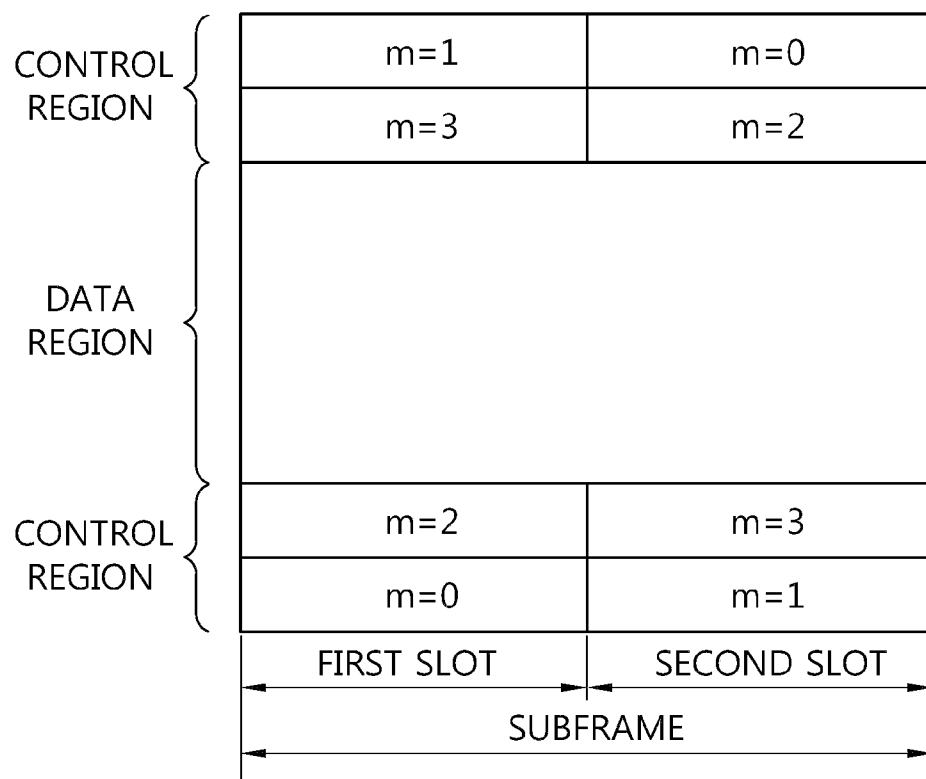 CONTROL
REGION
m=1
m=0
m=3
m=2
DATA
REGION
CONTROL
REGION
m=2
m=3
m=0
m=1
FIRST SLOT
SECOND SLOT
SUBFRAME